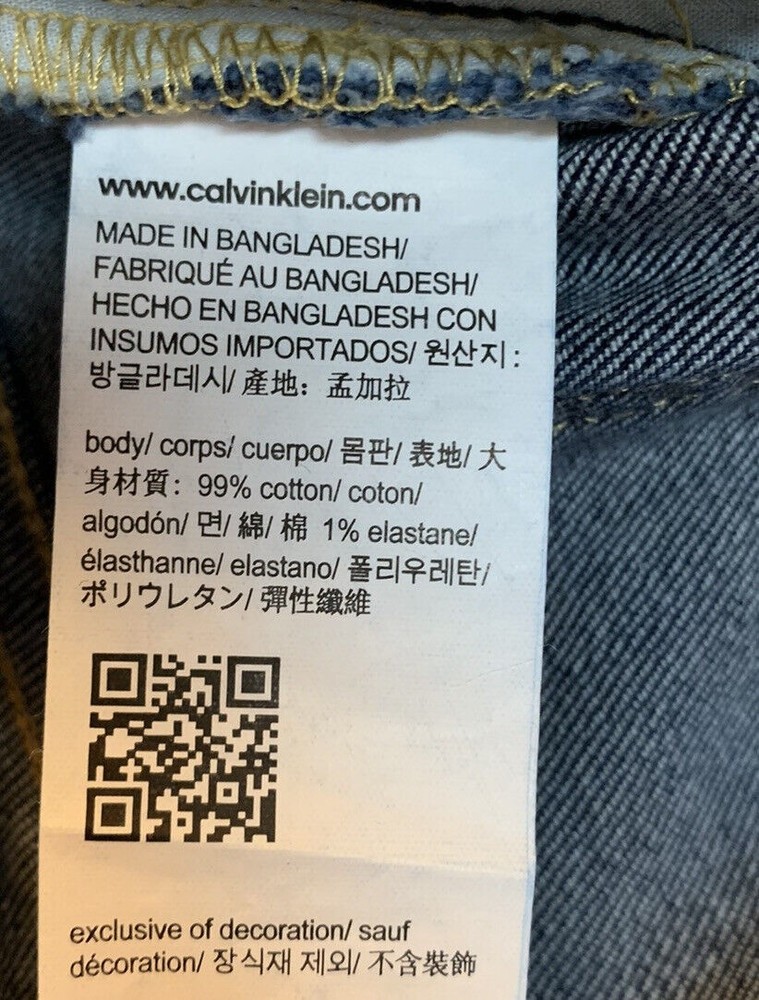 www.calvinklein.com
MADE IN BANGLADESH/
FABRIQUÉ AU BANGLADESH/
HECHO EN BANGLADESH CON
INSUMOS IMPORTADOS/ 원산지:
방글라데시/ 產地: 孟加拉
body/ corps/ cuerpo/ 몸판/ 表地/ 大
身材質: 99% cotton/ coton/
algodón/ 면/ 綿/ 棉 1% elastane/
élasthanne/ elastano/ 폴리우레탄/
ポリウレタン/ 彈性纖維
exclusive of decoration/ sauf
décoration/ 장식재 제외/ 不含裝飾